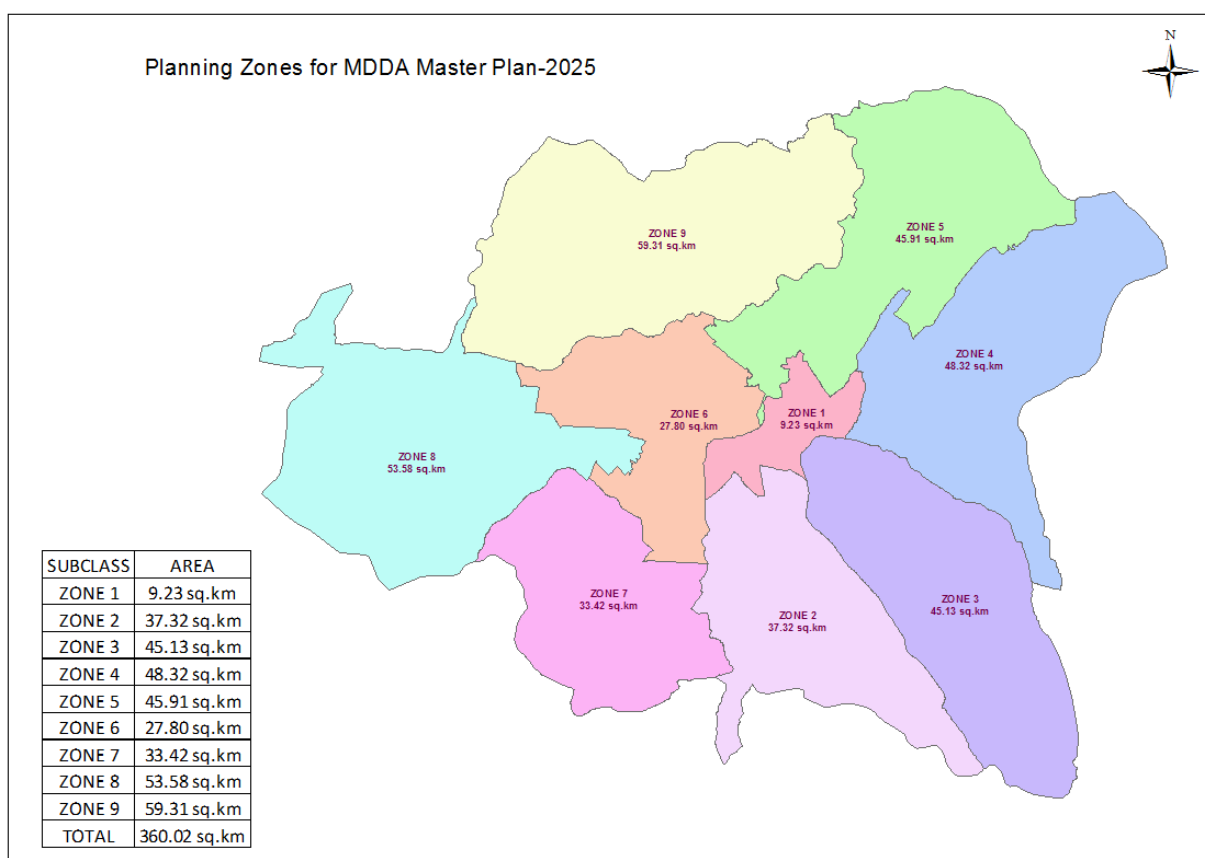 N
Planning Zones for MDDA Master Plan-2025
ZONE 9
59.31 sq.km
ZONE 5
45.91 sq.km
ZONE 4
48.32 sq.km
ZONE 6
27.80 sq.km
ZONE 1
9.23 sq.km
ZONE 8
53.58 sq.km
ZONE 7
33.42 sq.km
ZONE 3
45.13 sq.km
ZONE 2
37.32 sq.km
SUBCLASS AREA
ZONE 1 9.23 sq.km
ZONE 2 37.32 sq.km
ZONE 3 45.13 sq.km
ZONE 4 48.32 sq.km
ZONE 5 45.91 sq.km
ZONE 6 27.80 sq.km
ZONE 7 33.42 sq.km
ZONE 8 53.58 sq.km
ZONE 9 59.31 sq.km
TOTAL 360.02 sq.km